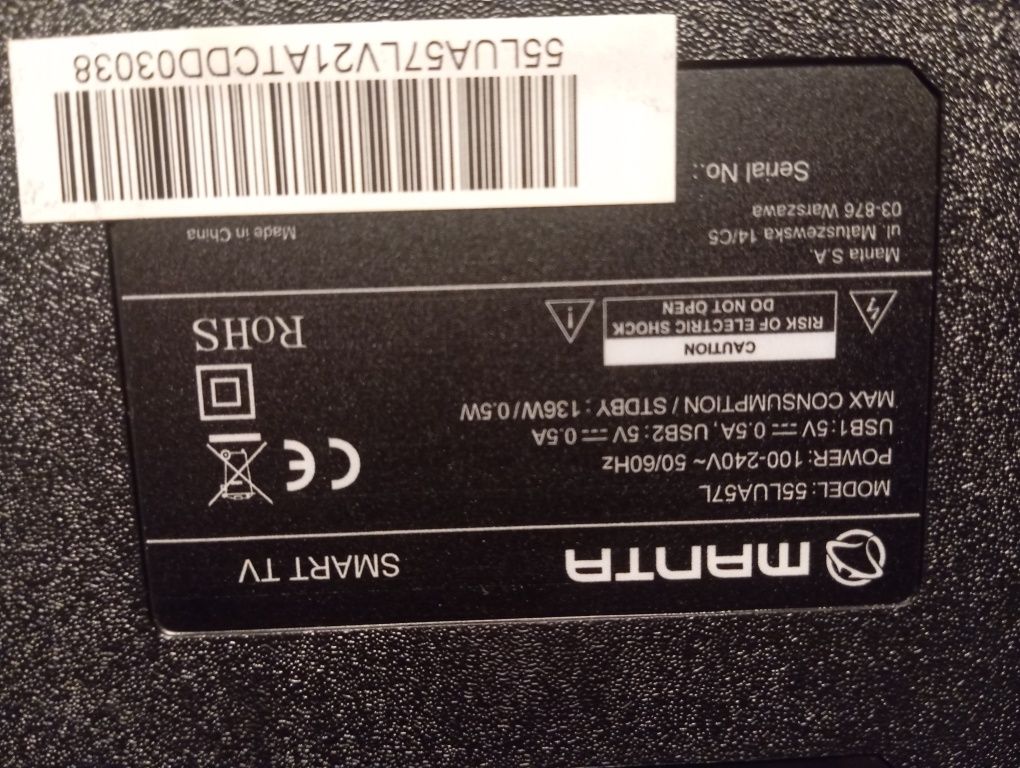 MANTA SMART TV
MODEL: 55LUA57L
POWER: 100-240V~ 50/60Hz
USB1: 5V ⎓ 0.5A, USB2: 5V ⎓ 0.5A
MAX CONSUMPTION / STDBY : 136W/0.5W
CE
CAUTION
RISK OF ELECTRIC SHOCK
DO NOT OPEN
RoHS
Manta S.A.
ul. Matuszewska 14/C5
03-876 Warszawa
Made in China
Serial No.:
55LUA57LV21ATCDD03038